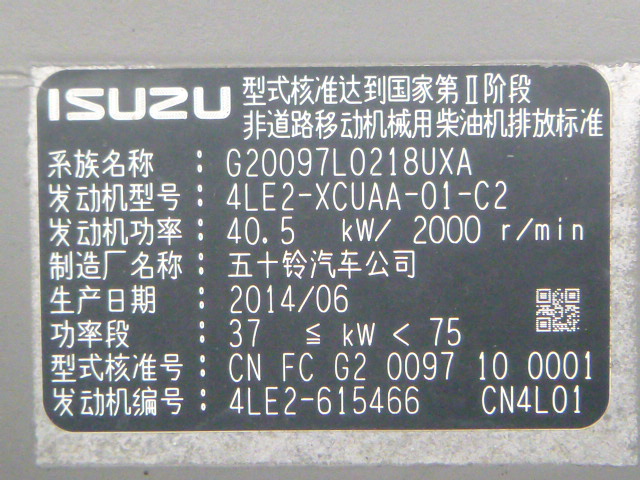 ISUZU 型式核准达到国家第Ⅱ阶段
非道路移动机械用柴油机排放标准
系族名称：G20097L0218UXA
发动机型号：4LE2-XCUAA-01-C2
发动机功率：40.5 kW/ 2000 r/min
制造厂名称：五十铃汽车公司
生产日期：2014/06
功率段：37 ≦ kW < 75
型式核准号：CN FC G2 0097 10 0001
发动机编号：4LE2-615466 CN4L01